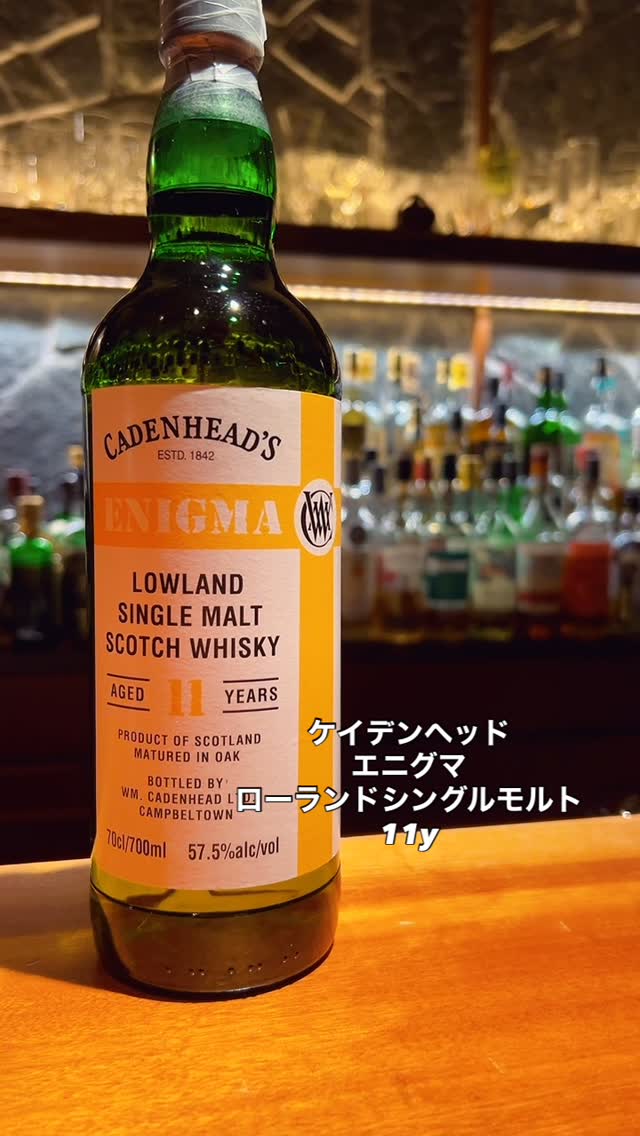 CADENHEAD'S
ESTD. 1842
ENIGMA
LOWLAND
SINGLE MALT
SCOTCH WHISKY
AGED 11 YEARS
PRODUCT OF SCOTLAND
MATURED IN OAK
BOTTLED BY
WM. CADENHEAD
CAMPBELTOWN
70cl/700ml 57.5%alc/vol
ケイデンヘッド
エニグマ
ローランドシングルモルト
11y